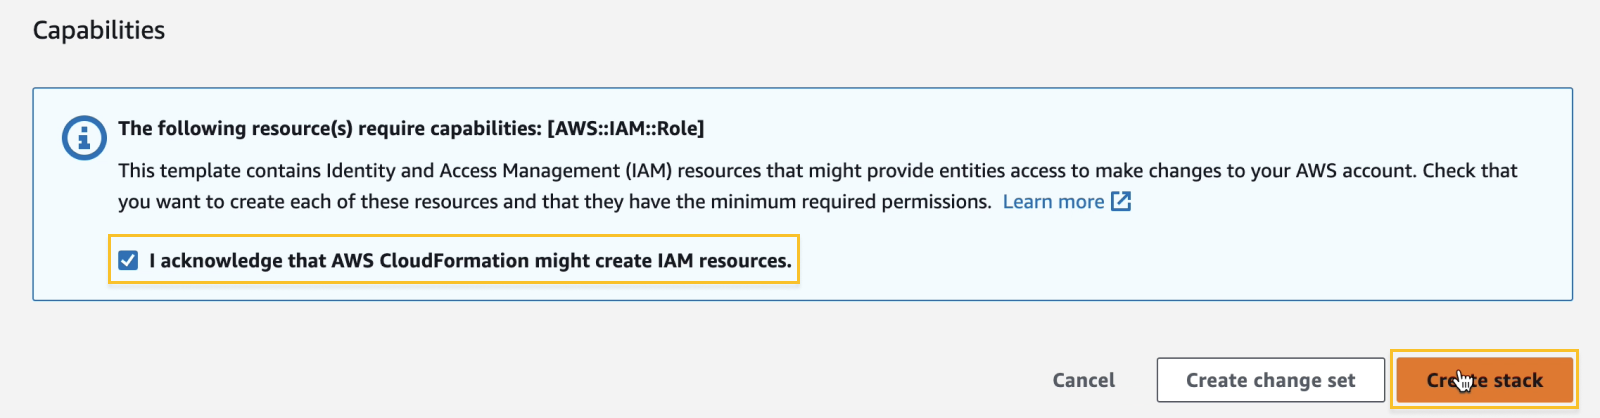 Capabilities
The following resource(s) require capabilities: [AWS::IAM::Role]
This template contains Identity and Access Management (IAM) resources that might provide entities access to make changes to your AWS account. Check that
you want to create each of these resources and that they have the minimum required permissions. Learn more
I acknowledge that AWS CloudFormation might create IAM resources.
Cancel Create change set Create stack